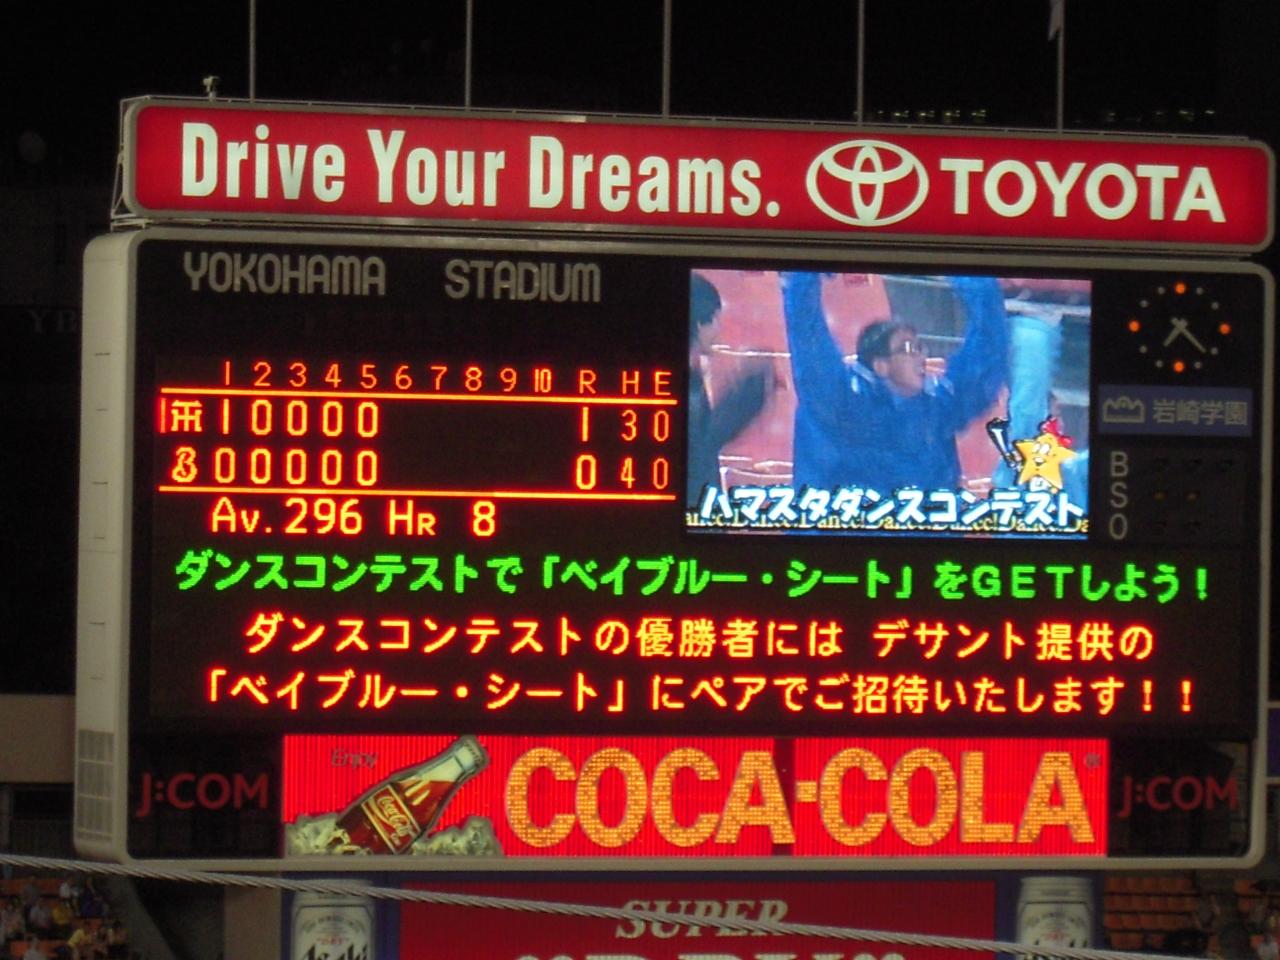 Drive Your Dreams. TOYOTA
YOKOHAMA STADIUM
1 2 3 4 5 6 7 8 9 10 R H E
1 0 0 0 0 1 3 0
B 0 0 0 0 0 0 4 0
Av. 296 HR 8
ハマスタダンスコンテスト
岩崎学園
B
S
O
ダンスコンテストで「ベイブルー・シート」をGETしよう!
ダンスコンテストの優勝者には デサント提供の
「ベイブルー・シート」にペアでご招待いたします!!
J:COM
Enjoy
Coca-Cola
COCA-COLA
J:COM
SUPER
Asahi